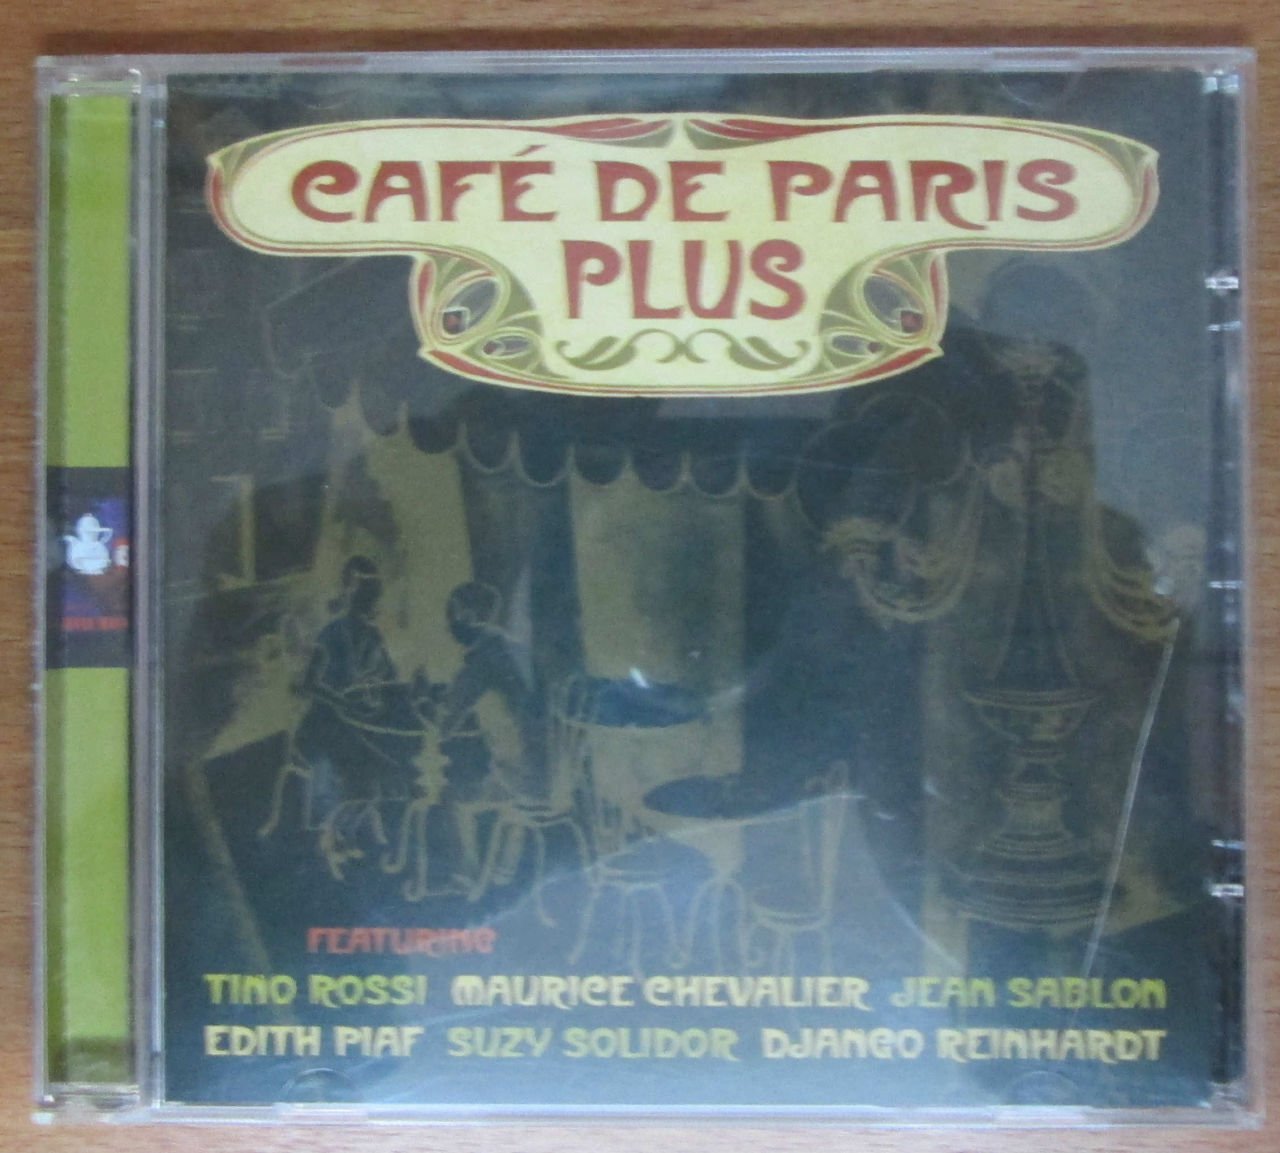 CAFÉ DE PARIS
PLUS
FEATURING
TINO ROSSI MAURICE CHEVALIER JEAN SABLON
EDITH PIAF SUZY SOLIDOR DJANGO REINHARDT